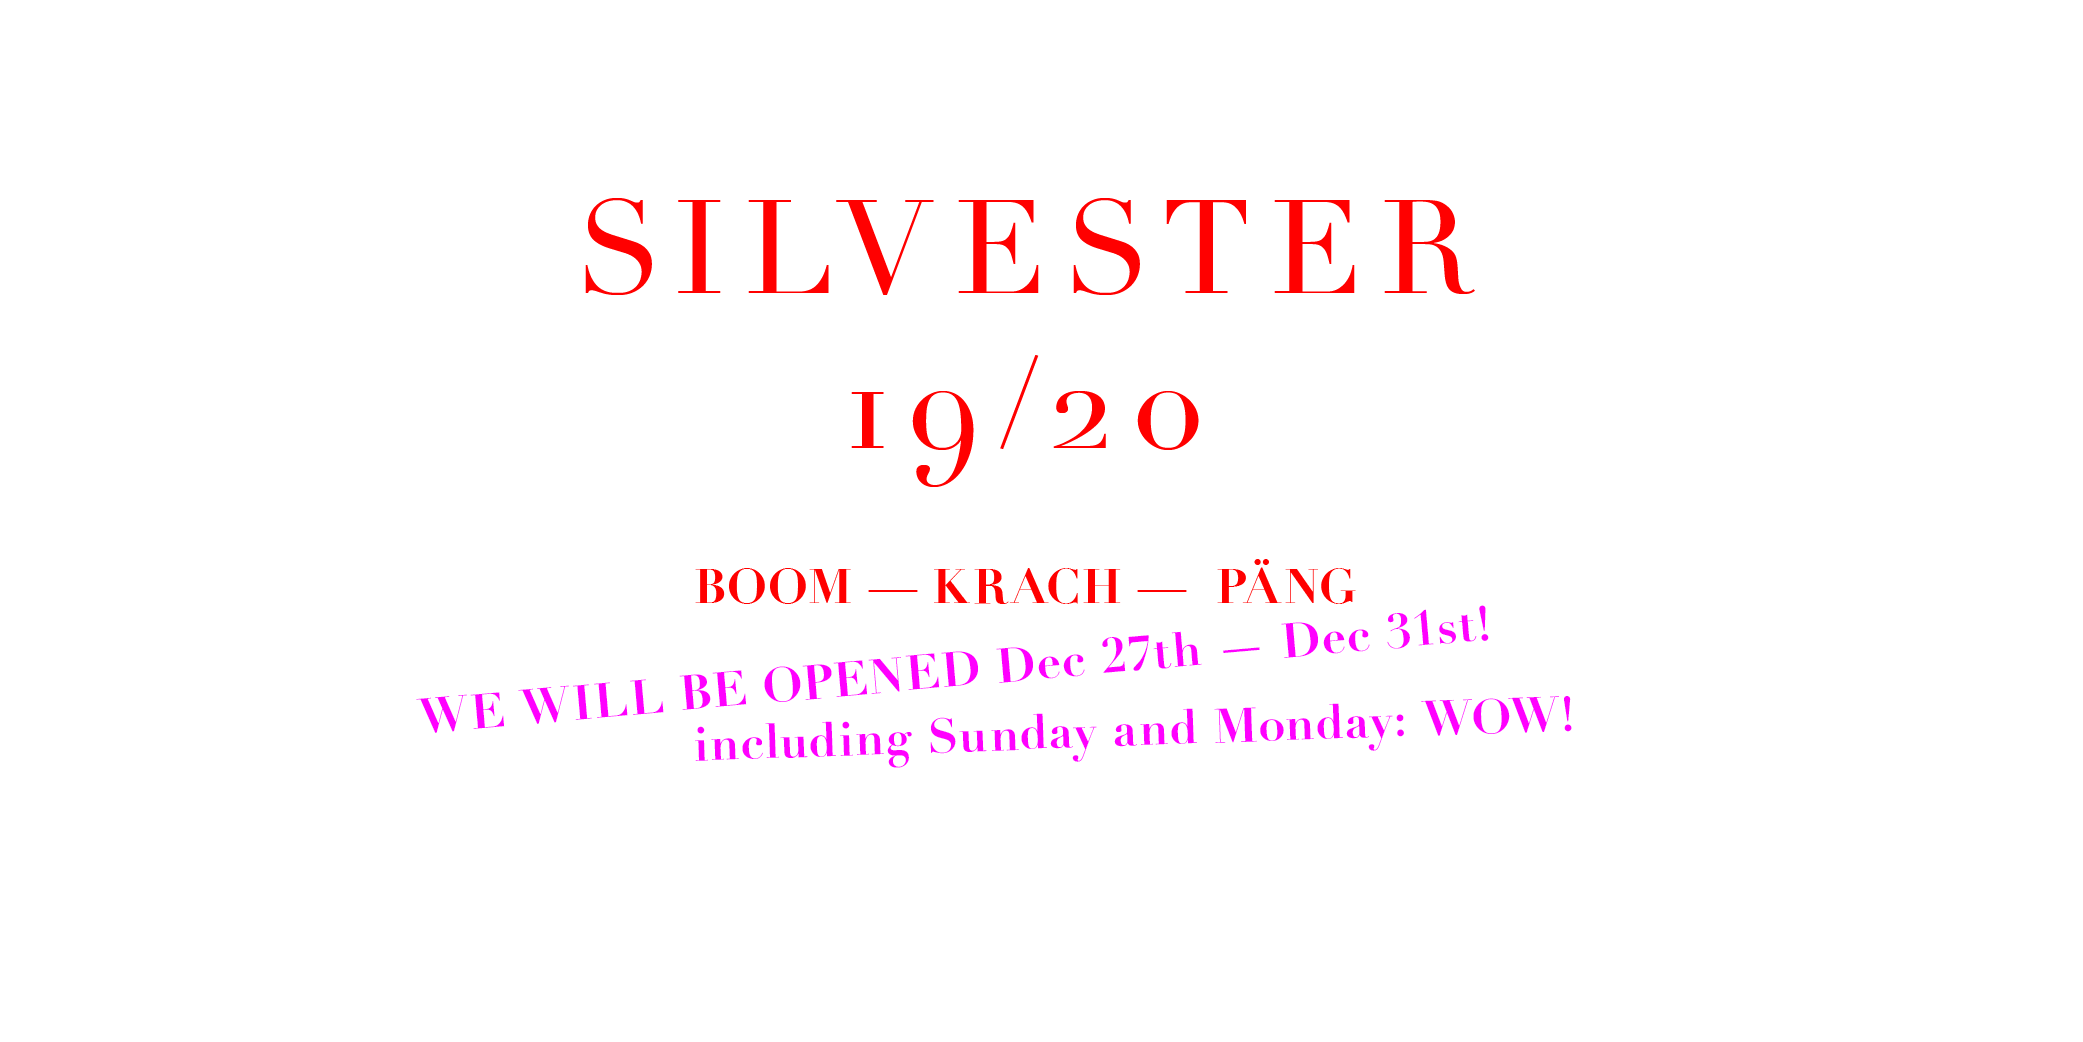 SILVESTER
19/20
BOOM — KRACH — PÄNG
WE WILL BE OPENED Dec 27th — Dec 31st!
including Sunday and Monday: WOW!